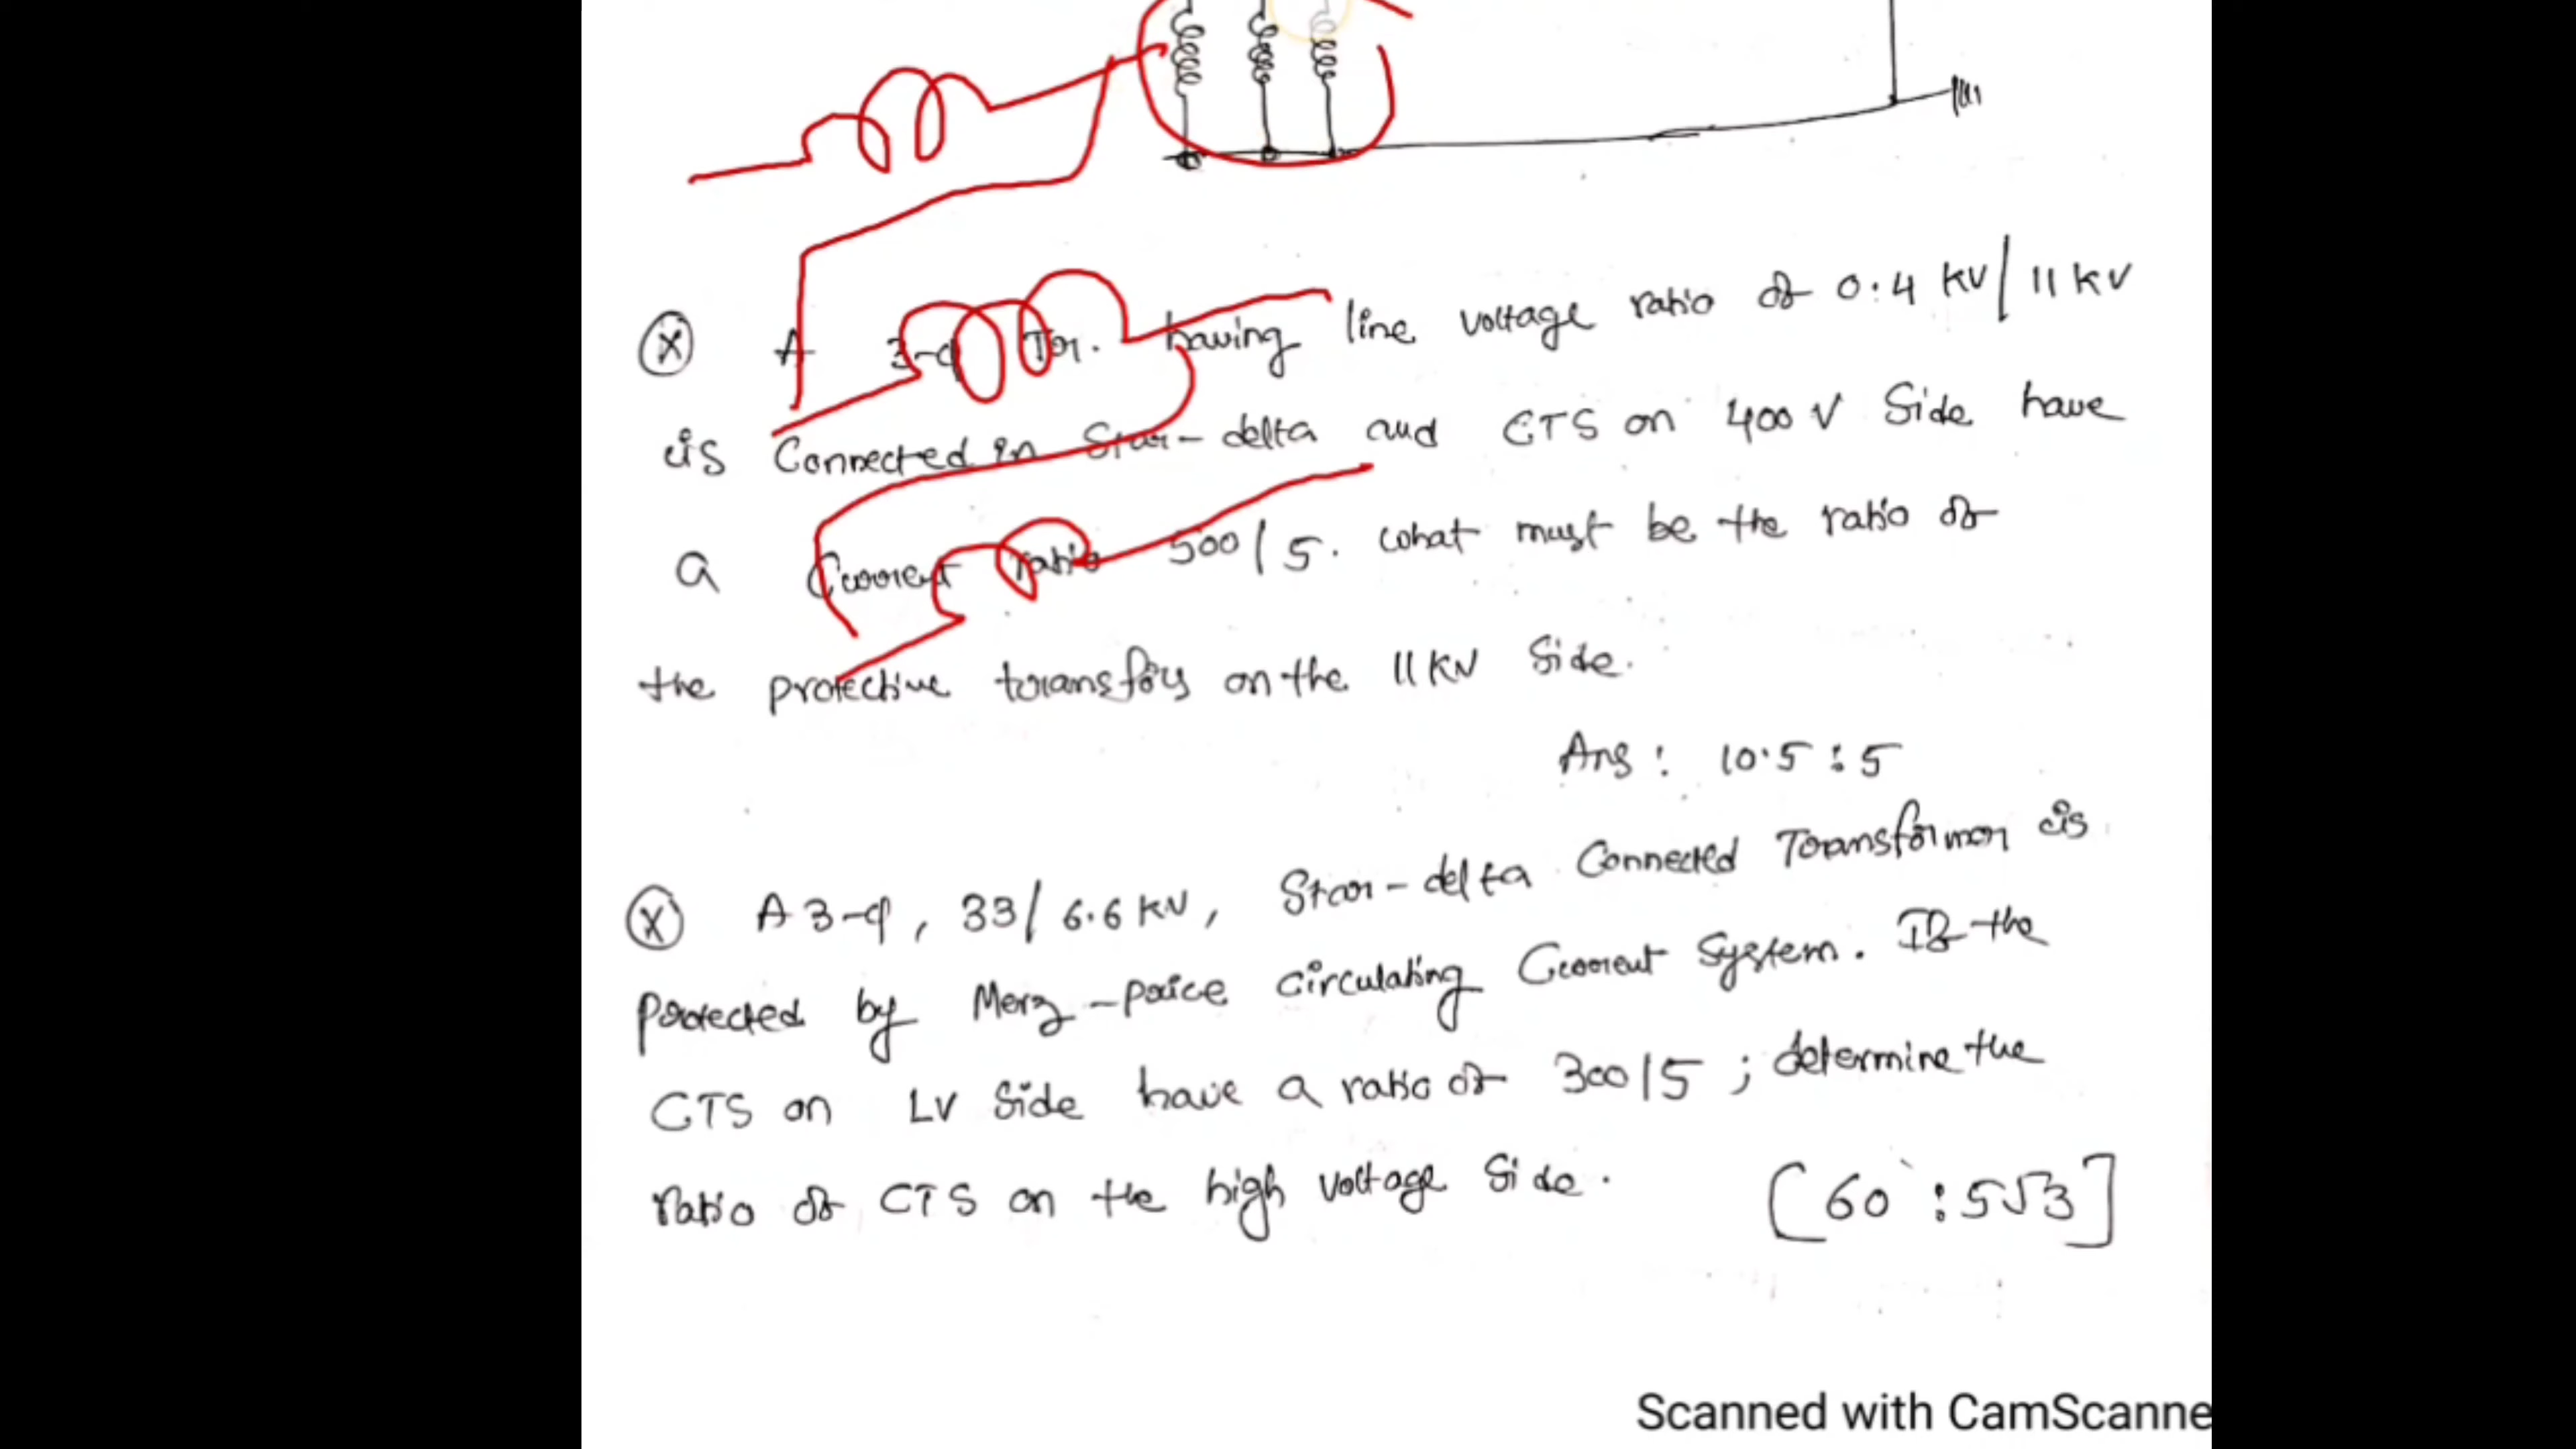 Ⓧ A 3-φ Tr. having line voltage ratio of 0.4 KV/11 KV
is Connected in Star-delta and CTS on 400 V Side have
a Current ratio 500/5. what must be the ratio of
the protective transfrs on the 11 KV Side.
Ans: 10.5:5
Ⓧ A 3-φ, 33/6.6 KV, Star-delta Connected Transformer is
protected by Merz-price circulating Current System. If the
CTS on LV Side have a ratio of 300/5; determine the
ratio of CTS on the high voltage Side. [60:5√3]
Scanned with CamScanne